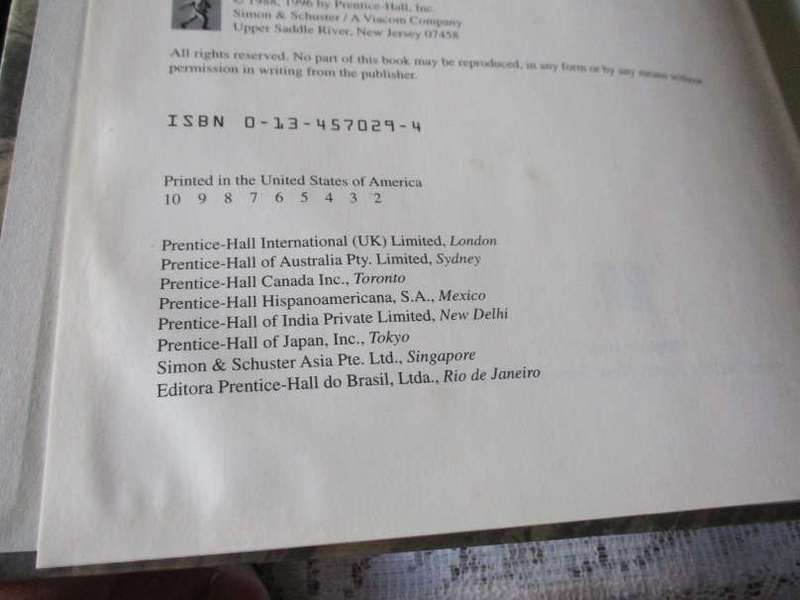 © 1988, 1996 by Prentice-Hall, Inc.
Simon & Schuster / A Viacom Company
Upper Saddle River, New Jersey 07458
All rights reserved. No part of this book may be reproduced, in any form or by any means without
permission in writing from the publisher.
ISBN 0-13-457029-4
Printed in the United States of America
10 9 8 7 6 5 4 3 2
Prentice-Hall International (UK) Limited, London
Prentice-Hall of Australia Pty. Limited, Sydney
Prentice-Hall Canada Inc., Toronto
Prentice-Hall Hispanoamericana, S.A., Mexico
Prentice-Hall of India Private Limited, New Delhi
Prentice-Hall of Japan, Inc., Tokyo
Simon & Schuster Asia Pte. Ltd., Singapore
Editora Prentice-Hall do Brasil, Ltda., Rio de Janeiro